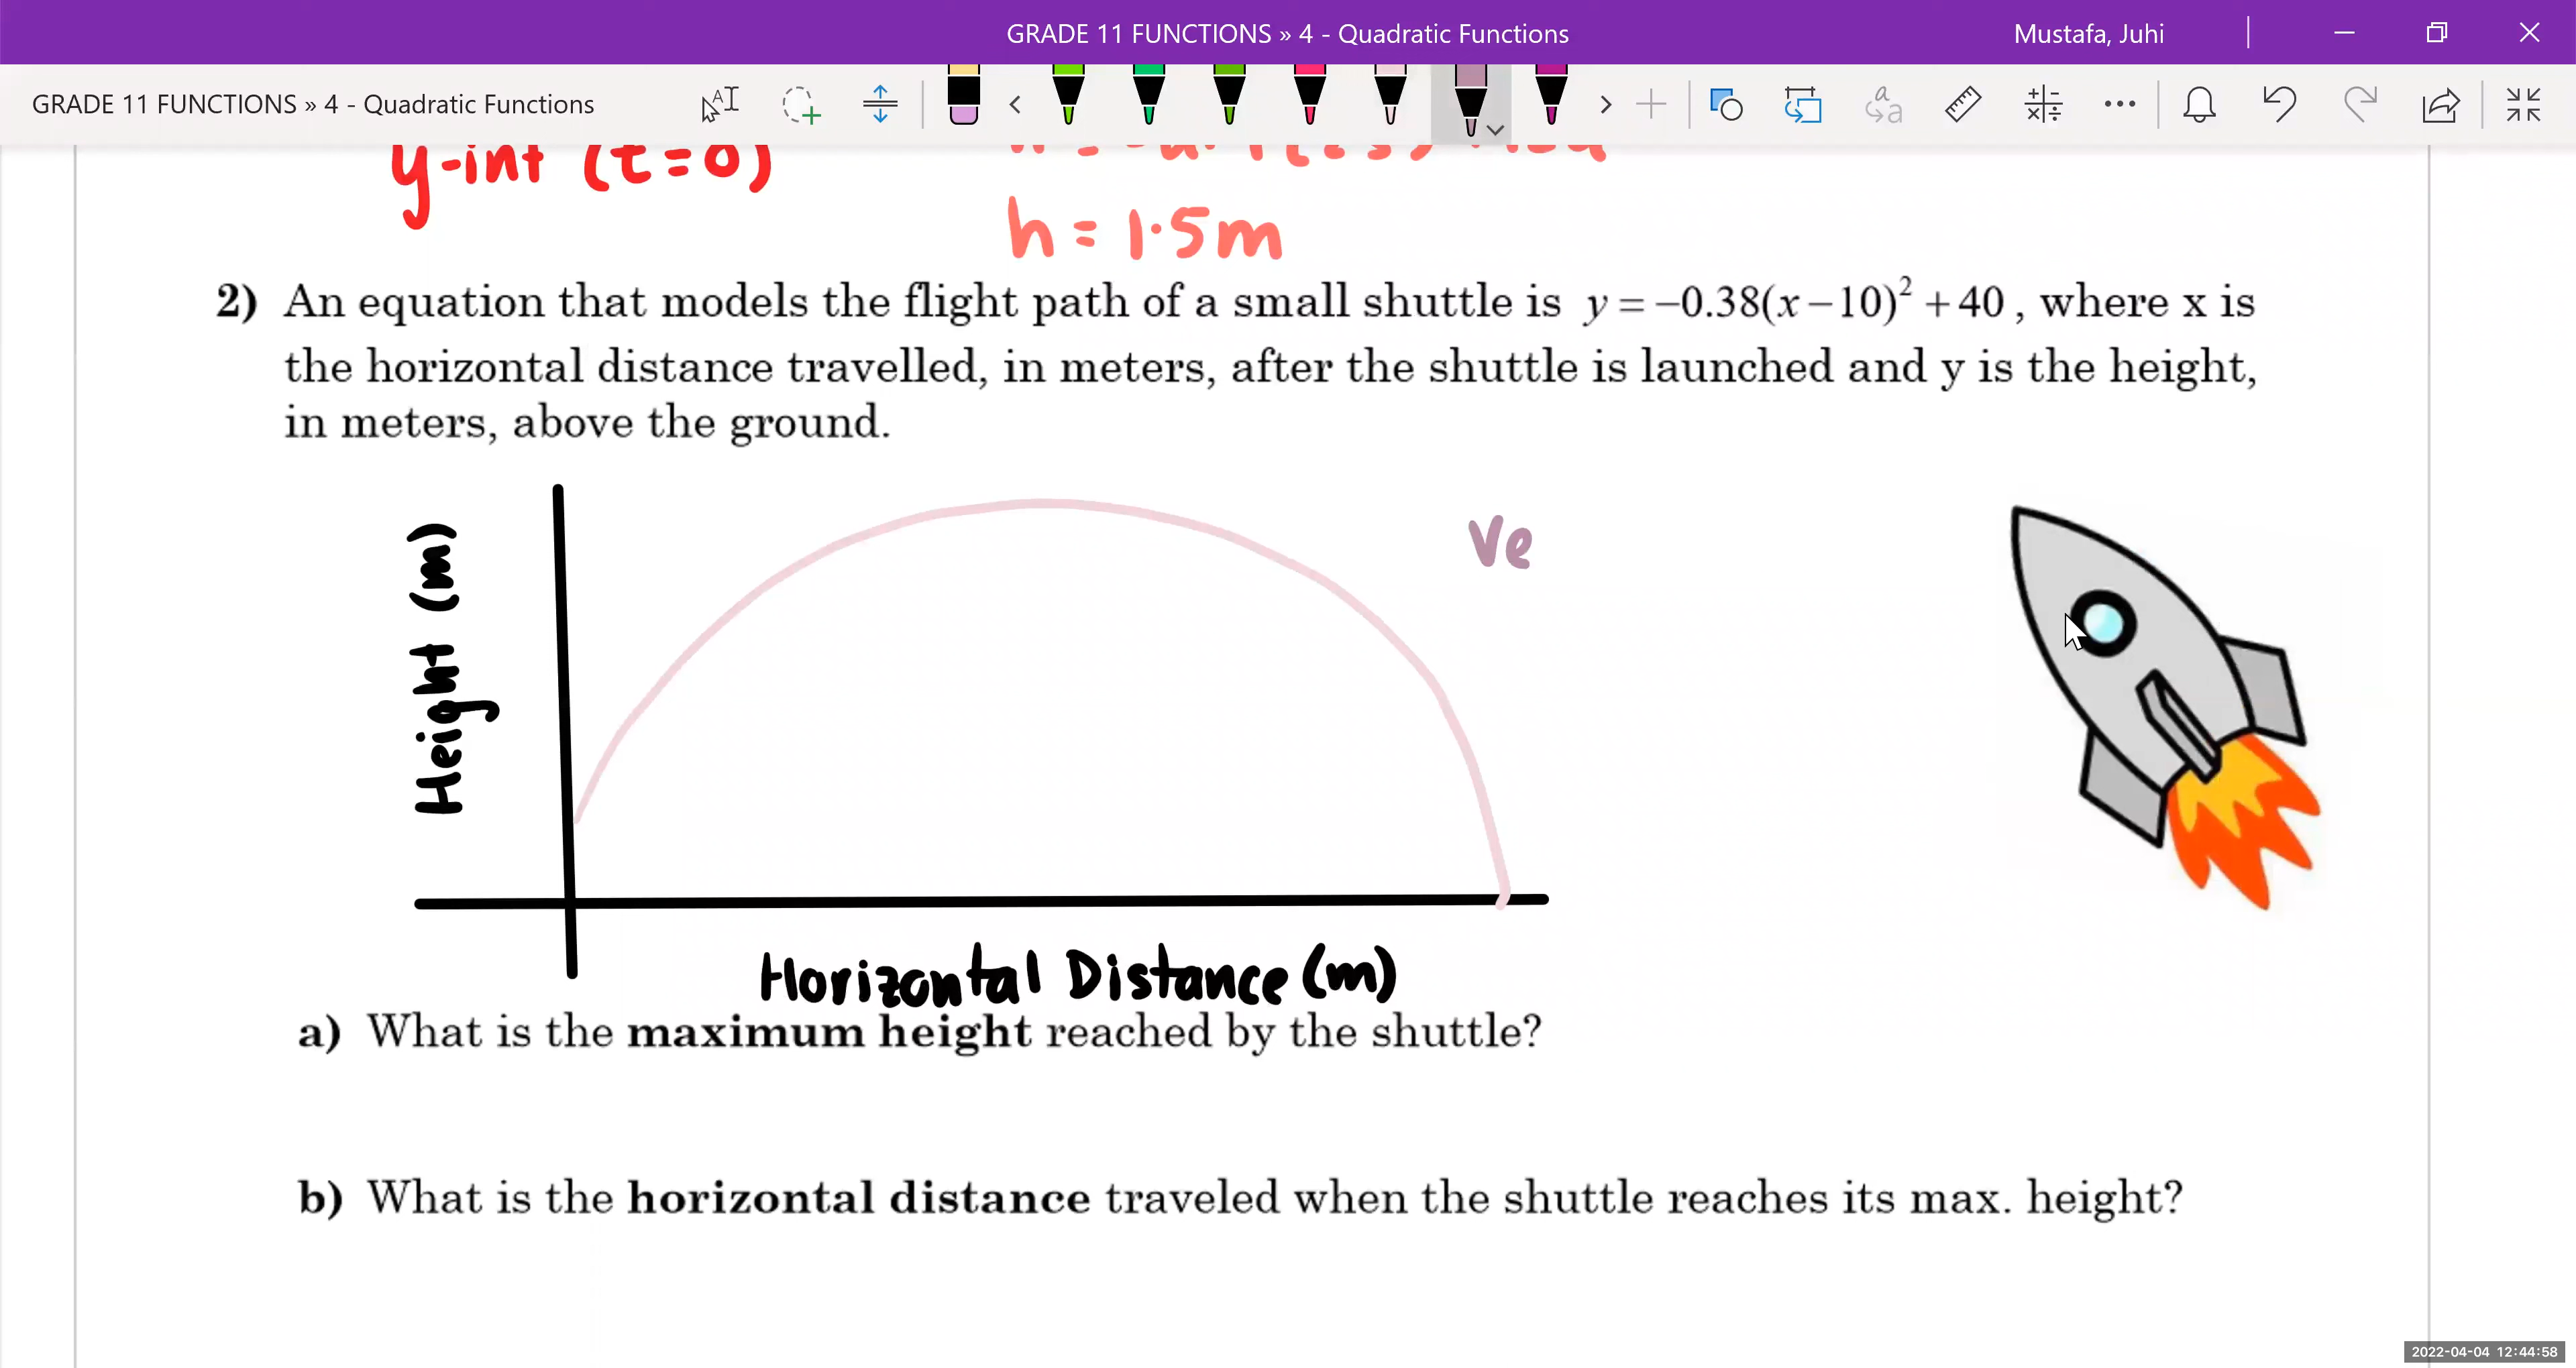 GRADE 11 FUNCTIONS » 4 - Quadratic Functions
Mustafa, Juhi
GRADE 11 FUNCTIONS » 4 - Quadratic Functions
y-int (t=0)
h = 1.5m
2) An equation that models the flight path of a small shuttle is y = −0.38(x−10)² + 40, where x is
the horizontal distance travelled, in meters, after the shuttle is launched and y is the height,
in meters, above the ground.
Height (m)
Ve
Horizontal Distance (m)
a) What is the maximum height reached by the shuttle?
b) What is the horizontal distance traveled when the shuttle reaches its max. height?
2022-04-04 12:44:58